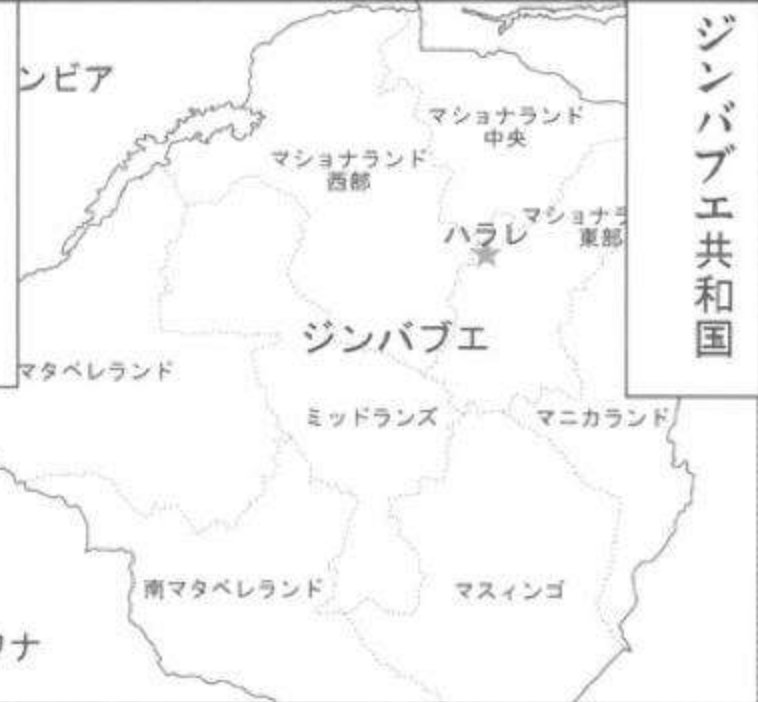 ジンバブエ共和国
ンビア
マショナランド
中央
マショナランド
西部
マショナラ
東部
ハラレ
ジンバブエ
マタベレランド
ミッドランズ
マニカランド
南マタベレランド
マスィンゴ
ワナ